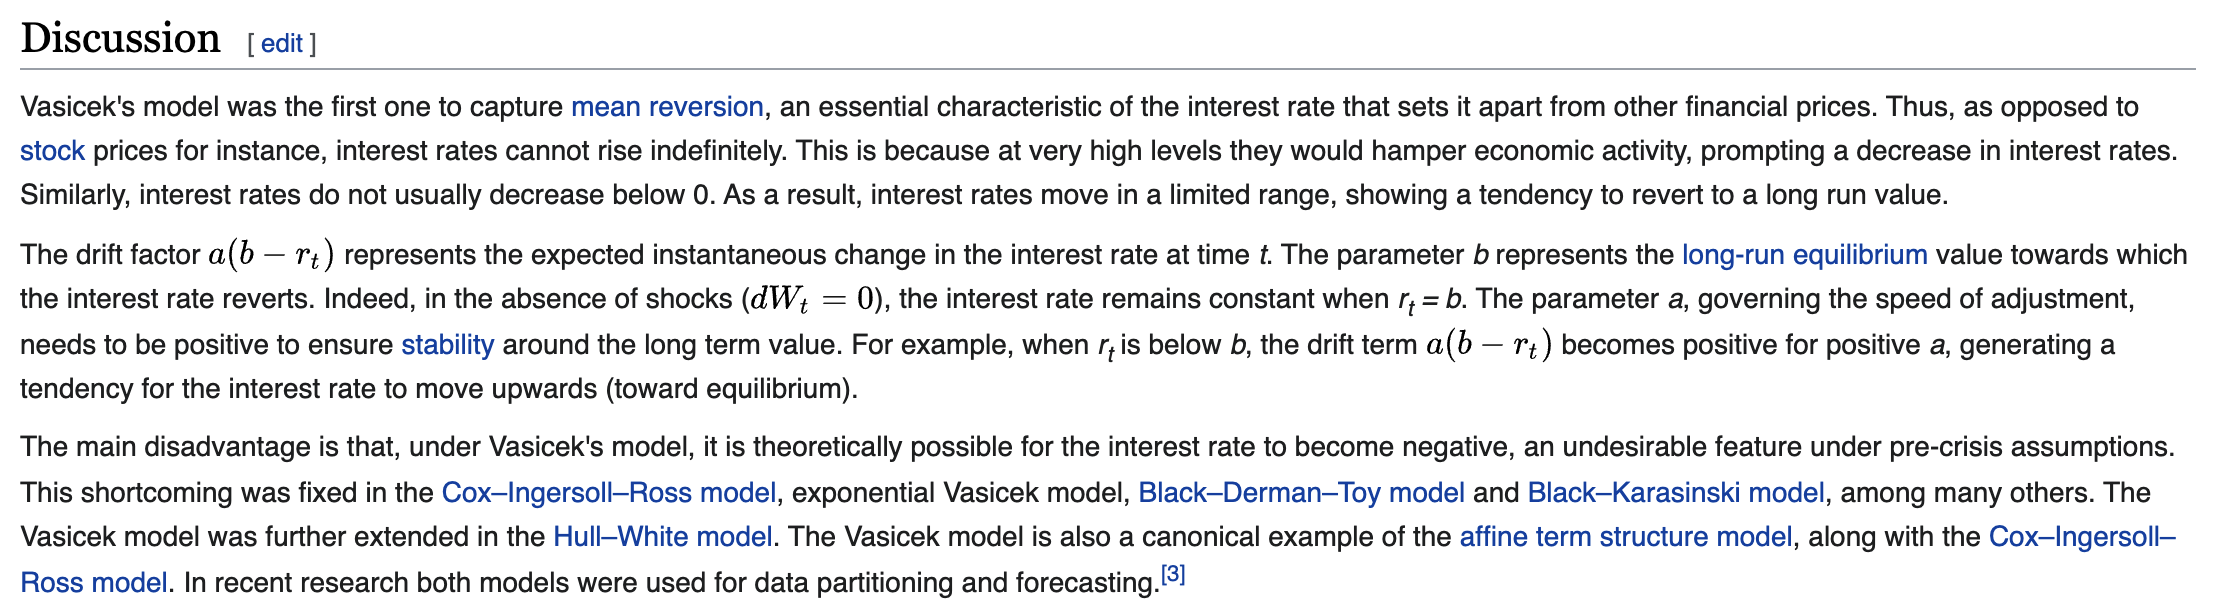 Discussion [ edit ]
Vasicek's model was the first one to capture mean reversion, an essential characteristic of the interest rate that sets it apart from other financial prices. Thus, as opposed to
stock prices for instance, interest rates cannot rise indefinitely. This is because at very high levels they would hamper economic activity, prompting a decrease in interest rates.
Similarly, interest rates do not usually decrease below 0. As a result, interest rates move in a limited range, showing a tendency to revert to a long run value.
The drift factor a(b − rₜ) represents the expected instantaneous change in the interest rate at time t. The parameter b represents the long-run equilibrium value towards which
the interest rate reverts. Indeed, in the absence of shocks (dWₜ = 0), the interest rate remains constant when rₜ = b. The parameter a, governing the speed of adjustment,
needs to be positive to ensure stability around the long term value. For example, when rₜ is below b, the drift term a(b − rₜ) becomes positive for positive a, generating a
tendency for the interest rate to move upwards (toward equilibrium).
The main disadvantage is that, under Vasicek's model, it is theoretically possible for the interest rate to become negative, an undesirable feature under pre-crisis assumptions.
This shortcoming was fixed in the Cox–Ingersoll–Ross model, exponential Vasicek model, Black–Derman–Toy model and Black–Karasinski model, among many others. The
Vasicek model was further extended in the Hull–White model. The Vasicek model is also a canonical example of the affine term structure model, along with the Cox–Ingersoll–
Ross model. In recent research both models were used for data partitioning and forecasting.[3]